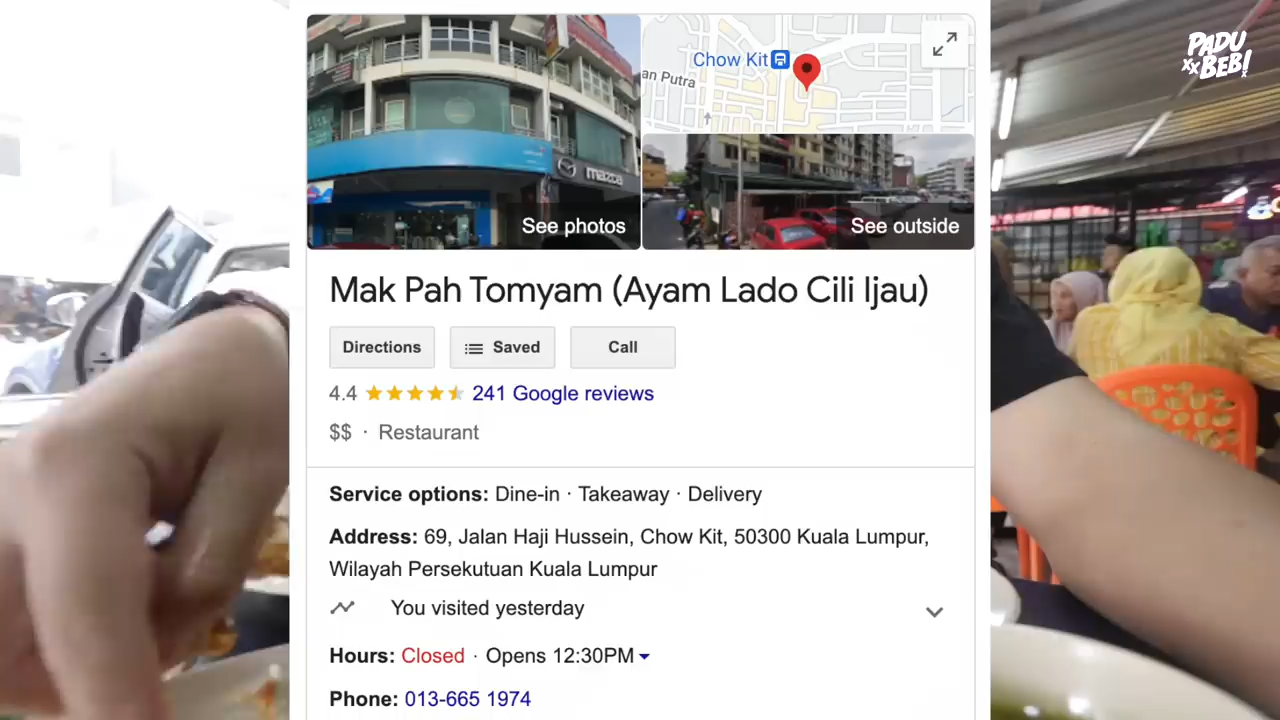 PADU
xxBEB!x
Chow Kit
an Putra
mazda
See photos
See outside
Mak Pah Tomyam (Ayam Lado Cili Ijau)
Directions
Saved
Call
4.4
241 Google reviews
$$ · Restaurant
Service options: Dine-in · Takeaway · Delivery
Address: 69, Jalan Haji Hussein, Chow Kit, 50300 Kuala Lumpur,
Wilayah Persekutuan Kuala Lumpur
You visited yesterday
Hours: Closed · Opens 12:30PM
Phone: 013-665 1974